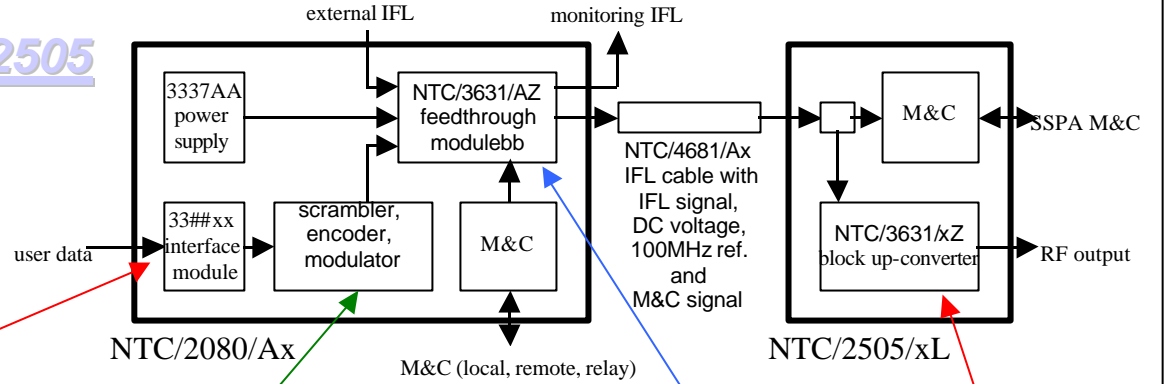 external IFL
monitoring IFL
2505
3337AA
power
supply
NTC/3631/AZ
feedthrough
modulebb
M&C
SSPA M&C
NTC/4681/Ax
IFL cable with
IFL signal,
DC voltage,
100MHz ref.
and
M&C signal
user data
33##xx
interface
module
scrambler,
encoder,
modulator
M&C
NTC/3631/xZ
block up-converter
RF output
NTC/2080/Ax
M&C (local, remote, relay)
NTC/2505/xL